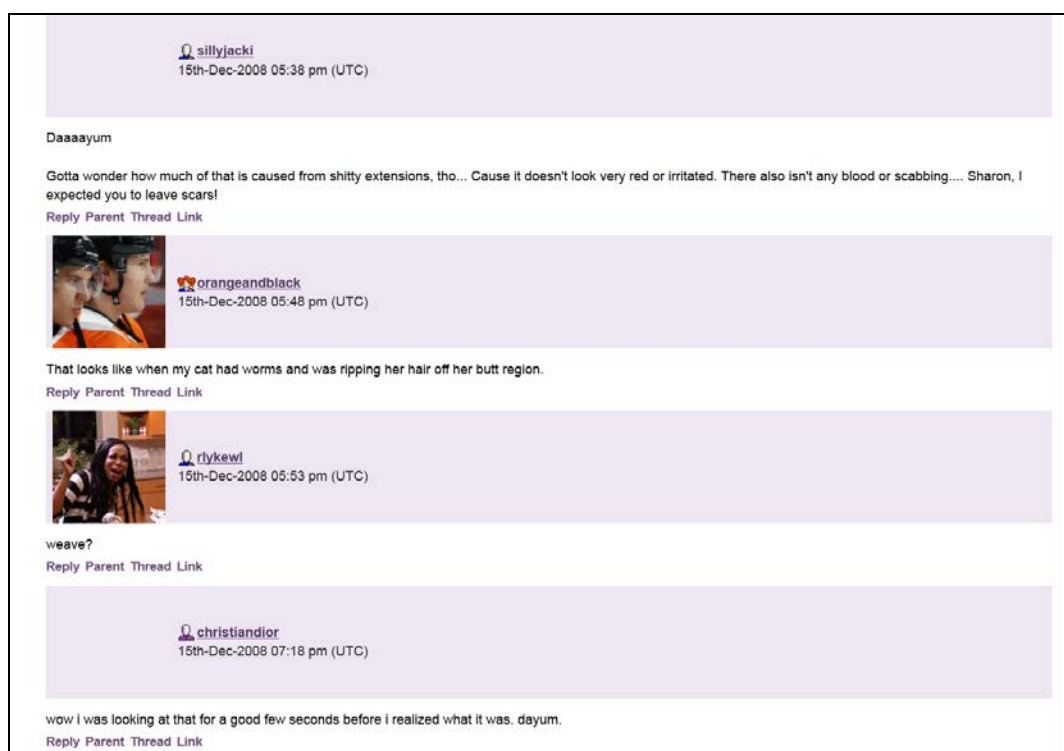 sillyjacki
15th-Dec-2008 05:38 pm (UTC)
Daaaayum
Gotta wonder how much of that is caused from shitty extensions, tho... Cause it doesn't look very red or irritated. There also isn't any blood or scabbing.... Sharon, I
expected you to leave scars!
Reply Parent Thread Link
orangeandblack
15th-Dec-2008 05:48 pm (UTC)
That looks like when my cat had worms and was ripping her hair off her butt region.
Reply Parent Thread Link
rlykewl
15th-Dec-2008 05:53 pm (UTC)
weave?
Reply Parent Thread Link
christiandior
15th-Dec-2008 07:18 pm (UTC)
wow i was looking at that for a good few seconds before i realized what it was. dayum.
Reply Parent Thread Link